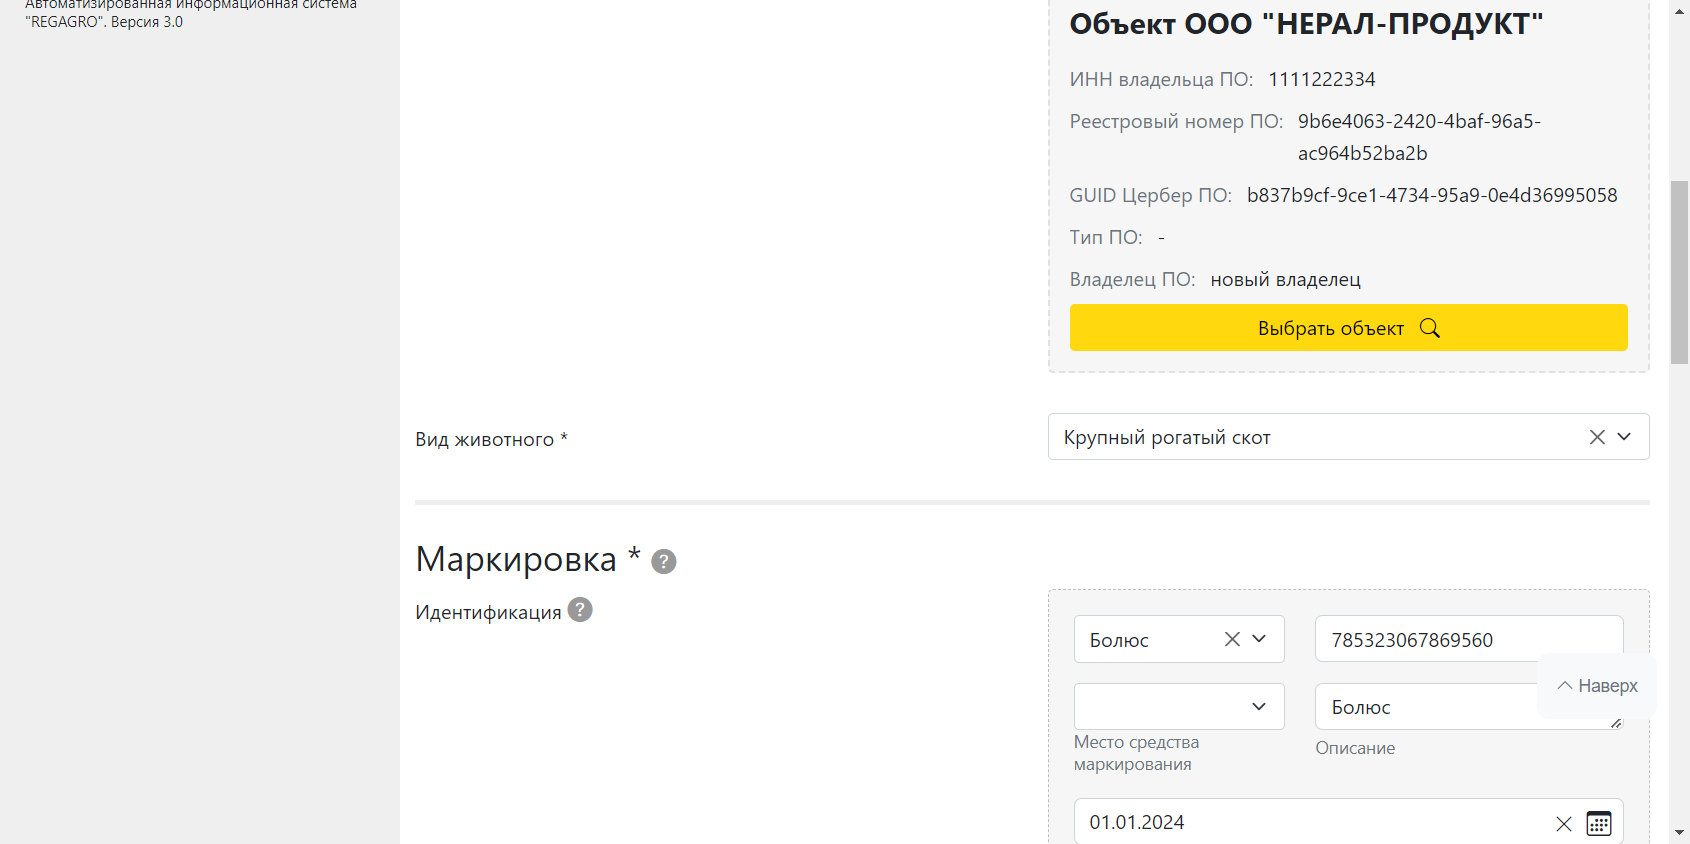 Автоматизированная информационная система
"REGAGRO". Версия 3.0
Объект ООО "НЕРАЛ-ПРОДУКТ"
ИНН владельца ПО: 1111222334
Реестровый номер ПО: 9b6e4063-2420-4baf-96a5-
ac964b52ba2b
GUID Цербер ПО: b837b9cf-9ce1-4734-95a9-0e4d36995058
Тип ПО: -
Владелец ПО: новый владелец
Выбрать объект
Вид животного *
Крупный рогатый скот
Маркировка * ?
Идентификация ?
Болюс
785323067869560
Наверх
Болюс
Место средства
маркирования
Описание
01.01.2024